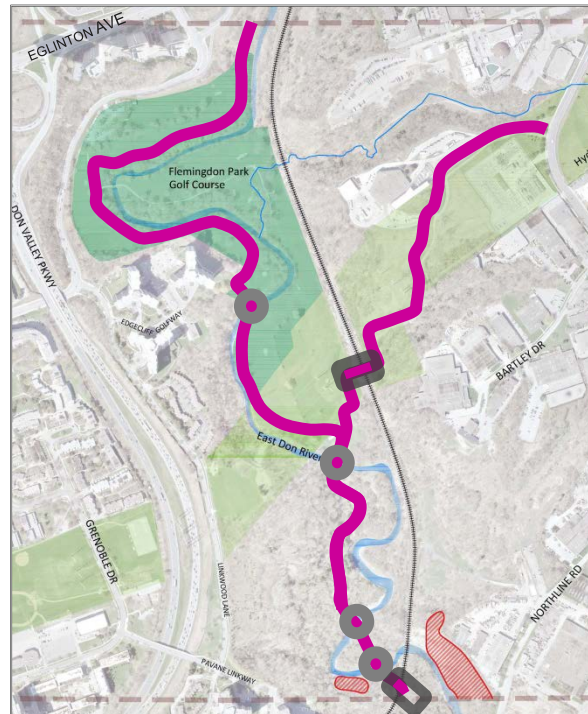 EGLINTON AVE
Flemingdon Park
Golf Course
Hyd
DON VALLEY PKWY
EDGECLIFF GOLFWAY
BARTLEY DR
East Don River
GRENOBLE DR
LINKWOOD LANE
NORTHLINE RD
PAVANE LINKWAY